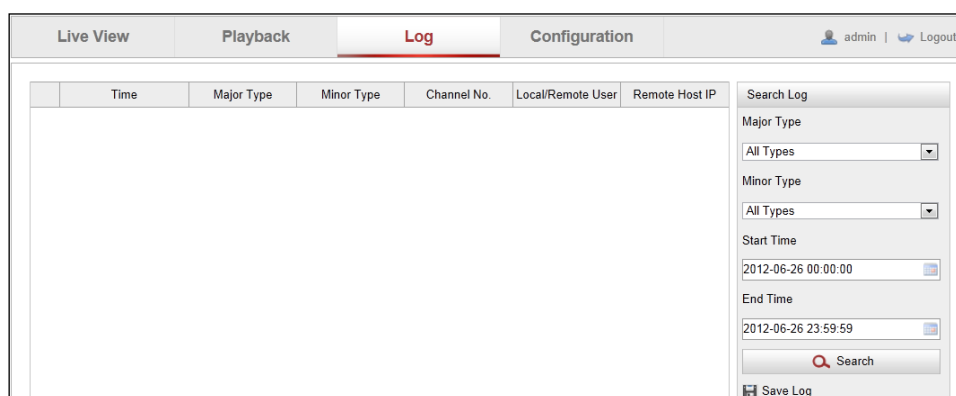 Live View Playback Log Configuration admin | Logout
Time Major Type Minor Type Channel No. Local/Remote User Remote Host IP
Search Log
Major Type
All Types
Minor Type
All Types
Start Time
2012-06-26 00:00:00
End Time
2012-06-26 23:59:59
Search
Save Log